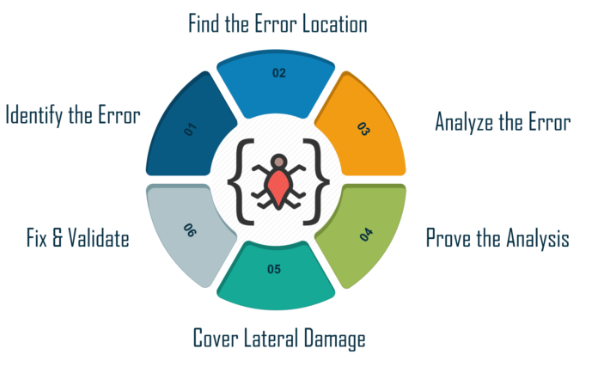 Find the Error Location
02
Identify the Error
01
03
Analyze the Error
{ }
Fix & Validate
06
04
Prove the Analysis
05
Cover Lateral Damage